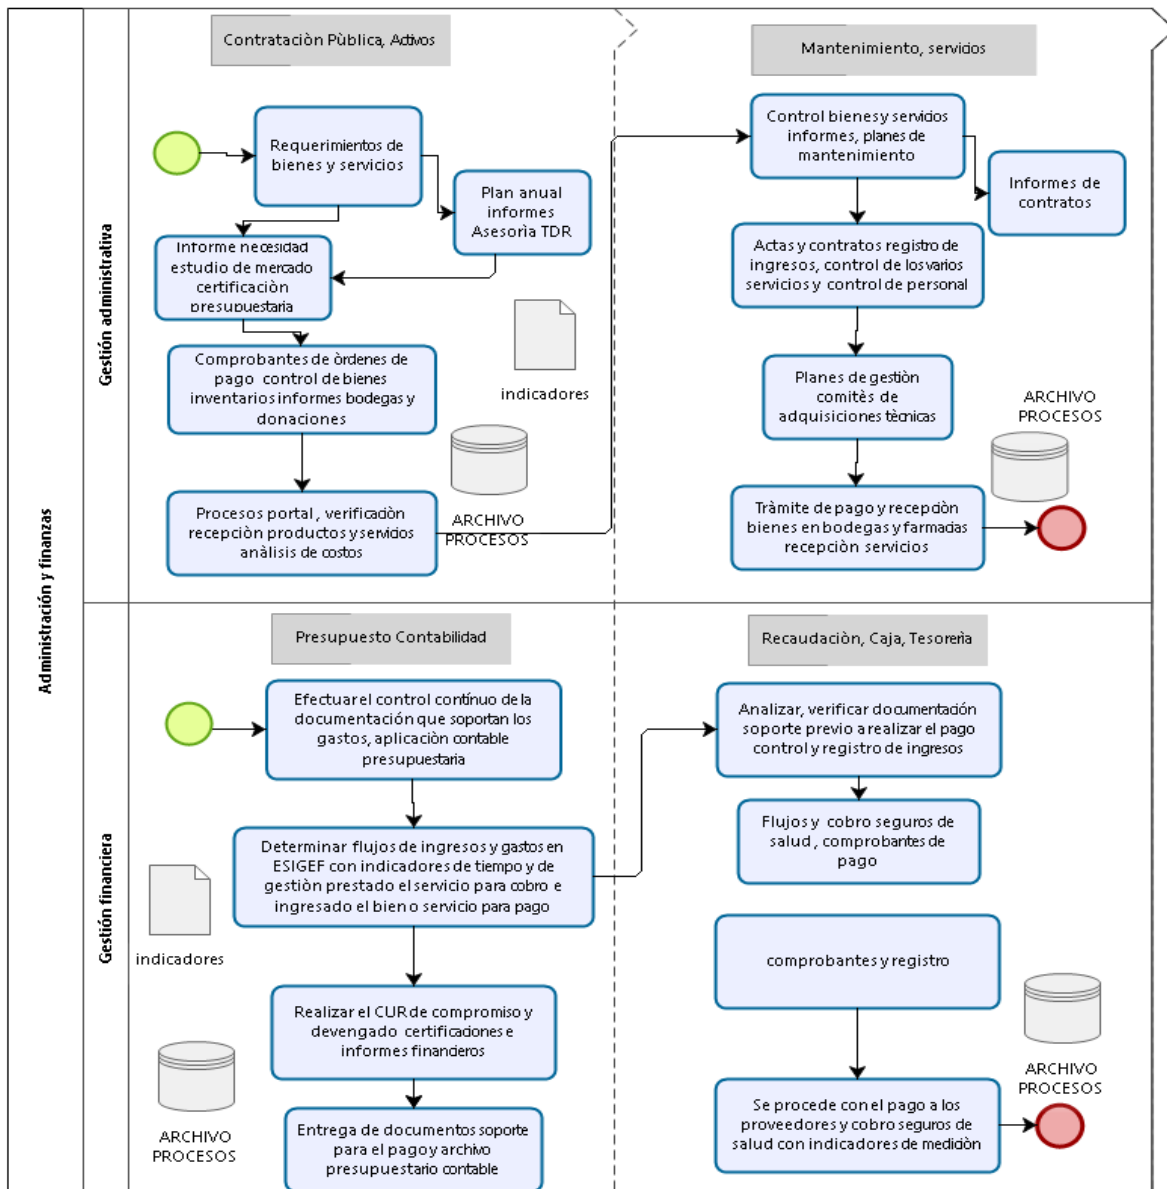 Administración y finanzas
Gestión administrativa
Contrataciòn Pùblica, Activos
Requerimientos de
bienes y servicios
Plan anual
informes
Asesorìa TDR
Informe necesidad
estudio de mercado
certificaciòn
presupuestaria
indicadores
Comprobantes de òrdenes de
pago control de bienes
inventarios informes bodegas y
donaciones
Procesos portal , verificaciòn
recepciòn productos y servicios
anàlisis de costos
ARCHIVO
PROCESOS
Mantenimiento, servicios
Control bienes y servicios
informes, planes de
mantenimiento
Informes de
contratos
Actas y contratos registro de
ingresos, control de los varios
servicios y control de personal
Planes de gestiòn
comitès de
adquisiciones tècnicas
ARCHIVO
PROCESOS
Tràmite de pago y recepciòn
bienes en bodegas y farmacias
recepciòn servicios
Gestión financiera
Presupuesto Contabilidad
Efectuar el control contínuo de la
documentación que soportan los
gastos, aplicaciòn contable
presupuestaria
Determinar flujos de ingresos y gastos en
ESIGEF con indicadores de tiempo y de
gestiòn prestado el servicio para cobro e
ingresado el bien o servicio para pago
indicadores
Realizar el CUR de compromiso y
devengado certificaciones e
informes financieros
ARCHIVO
PROCESOS
Entrega de documentos soporte
para el pago y archivo
presupuestario contable
Recaudaciòn, Caja, Tesorerìa
Analizar, verificar documentación
soporte previo a realizar el pago
control y registro de ingresos
Flujos y cobro seguros de
salud , comprobantes de
pago
comprobantes y registro
ARCHIVO
PROCESOS
Se procede con el pago a los
proveedores y cobro seguros de
salud con indicadores de mediciòn